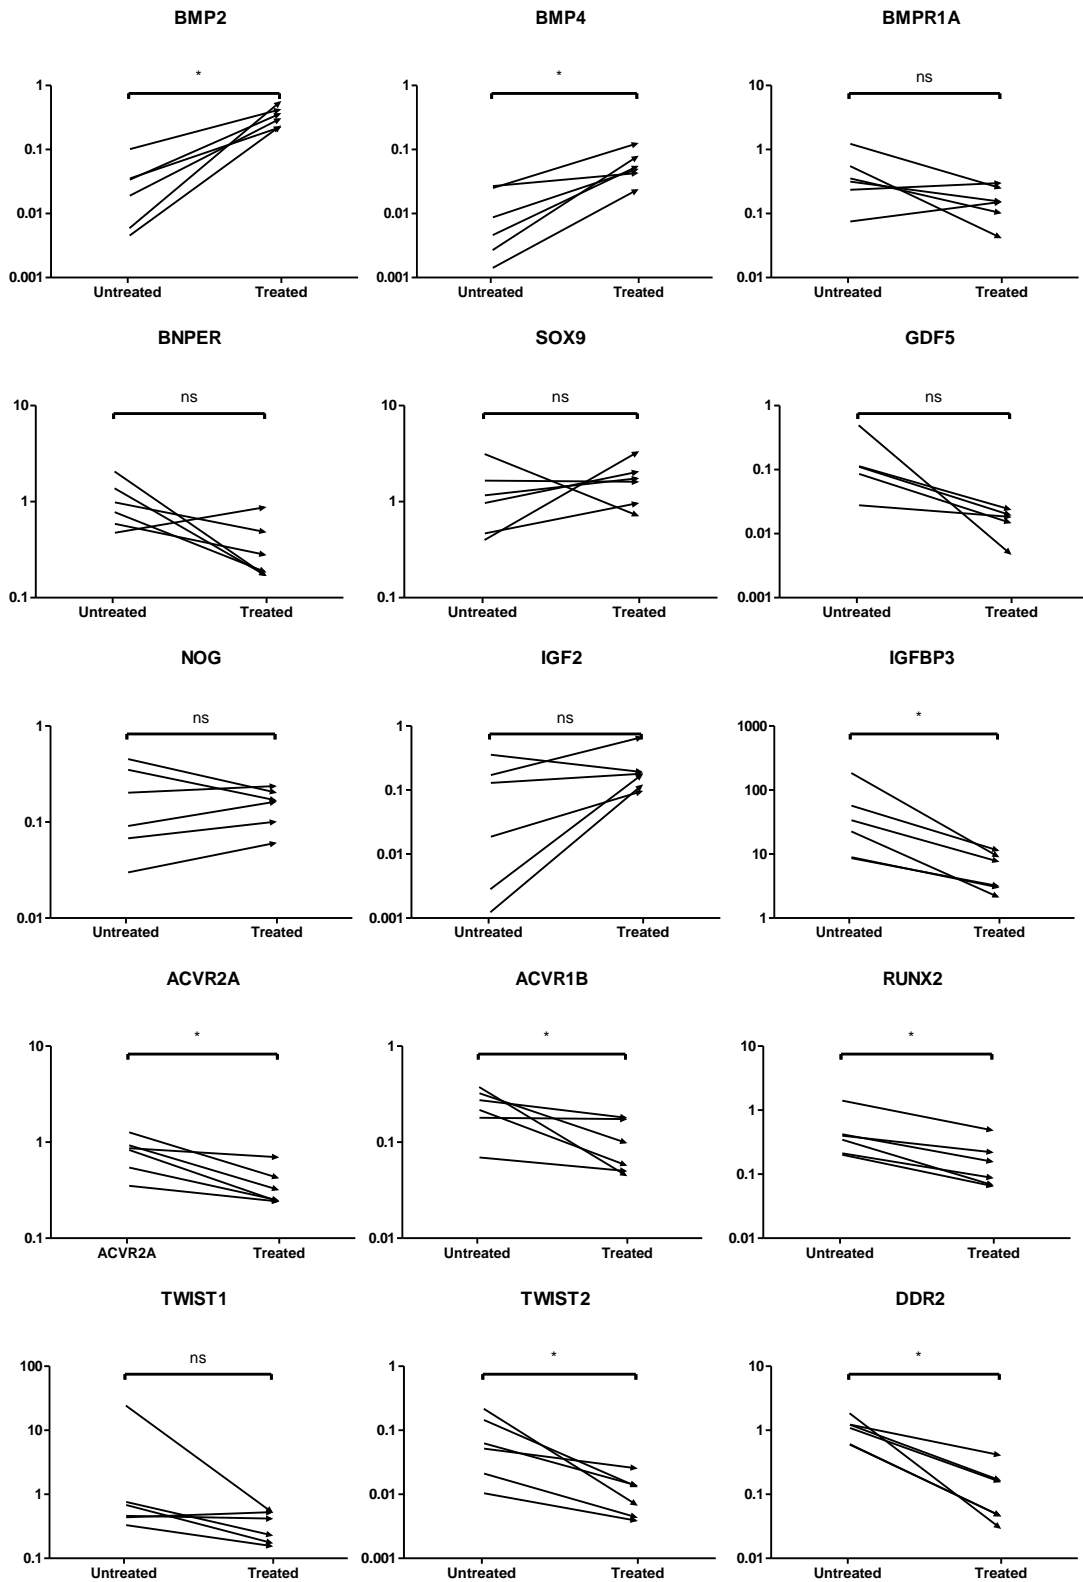 BMP2 BMP4 BMPR1A
* * ns
1 1 10
0.1 0.1 1
0.01 0.01 0.1
0.001 0.001 0.01
Untreated Treated Untreated Treated Untreated Treated
BNPER SOX9 GDF5
ns ns ns
10 10 1
0.1
1 1
0.01
0.1 0.1 0.001
Untreated Treated Untreated Treated Untreated Treated
NOG IGF2 IGFBP3
ns ns *
1 1 1000
0.1 100
0.1
0.01 10
0.01 0.001 1
Untreated Treated Untreated Treated Untreated Treated
ACVR2A ACVR1B RUNX2
* * *
10 1 10
1
1 0.1
0.1
0.1 0.01 0.01
ACVR2A Treated Untreated Treated Untreated Treated
TWIST1 TWIST2 DDR2
ns * *
100 1 10
10 0.1 1
1 0.01 0.1
0.1 0.001 0.01
Untreated Treated Untreated Treated Untreated Treated